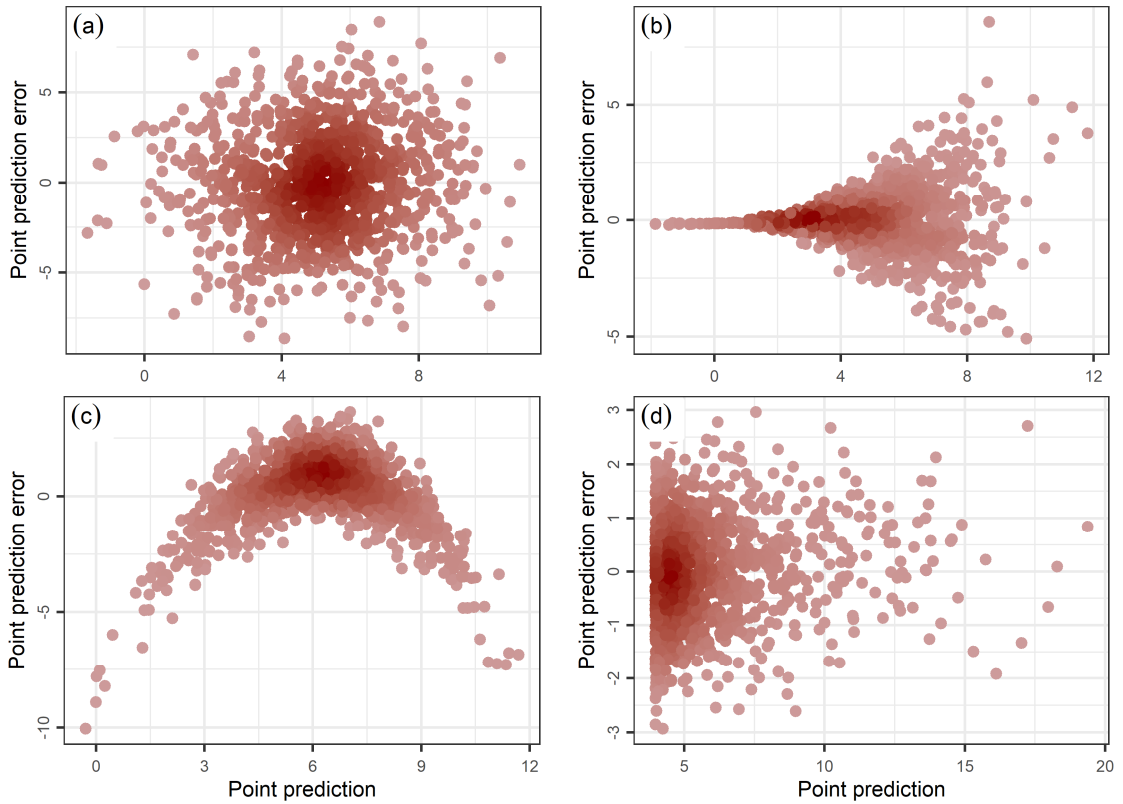 (a)
Point prediction error
5
0
-5
0 4 8
(b)
Point prediction error
5
0
-5
0 4 8 12
(c)
Point prediction error
0
-5
-10
0 3 6 9 12
Point prediction
(d)
Point prediction error
3
2
1
0
-1
-2
-3
5 10 15 20
Point prediction